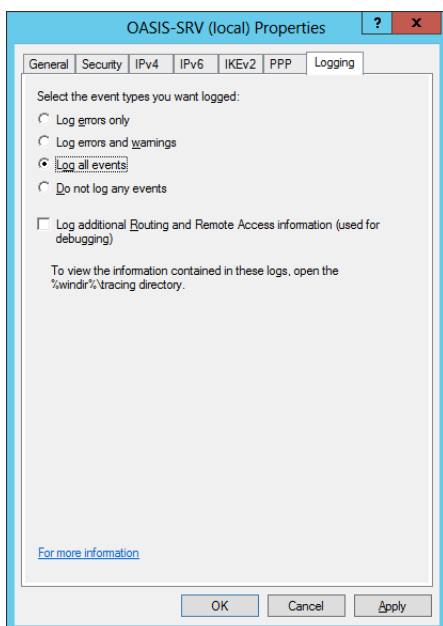 OASIS-SRV (local) Properties
? x
General Security IPv4 IPv6 IKEv2 PPP Logging
Select the event types you want logged:
Log errors only
Log errors and warnings
Log all events
Do not log any events
Log additional Routing and Remote Access information (used for
debugging)
To view the information contained in these logs, open the
%windir%\tracing directory.
For more information
OK Cancel Apply